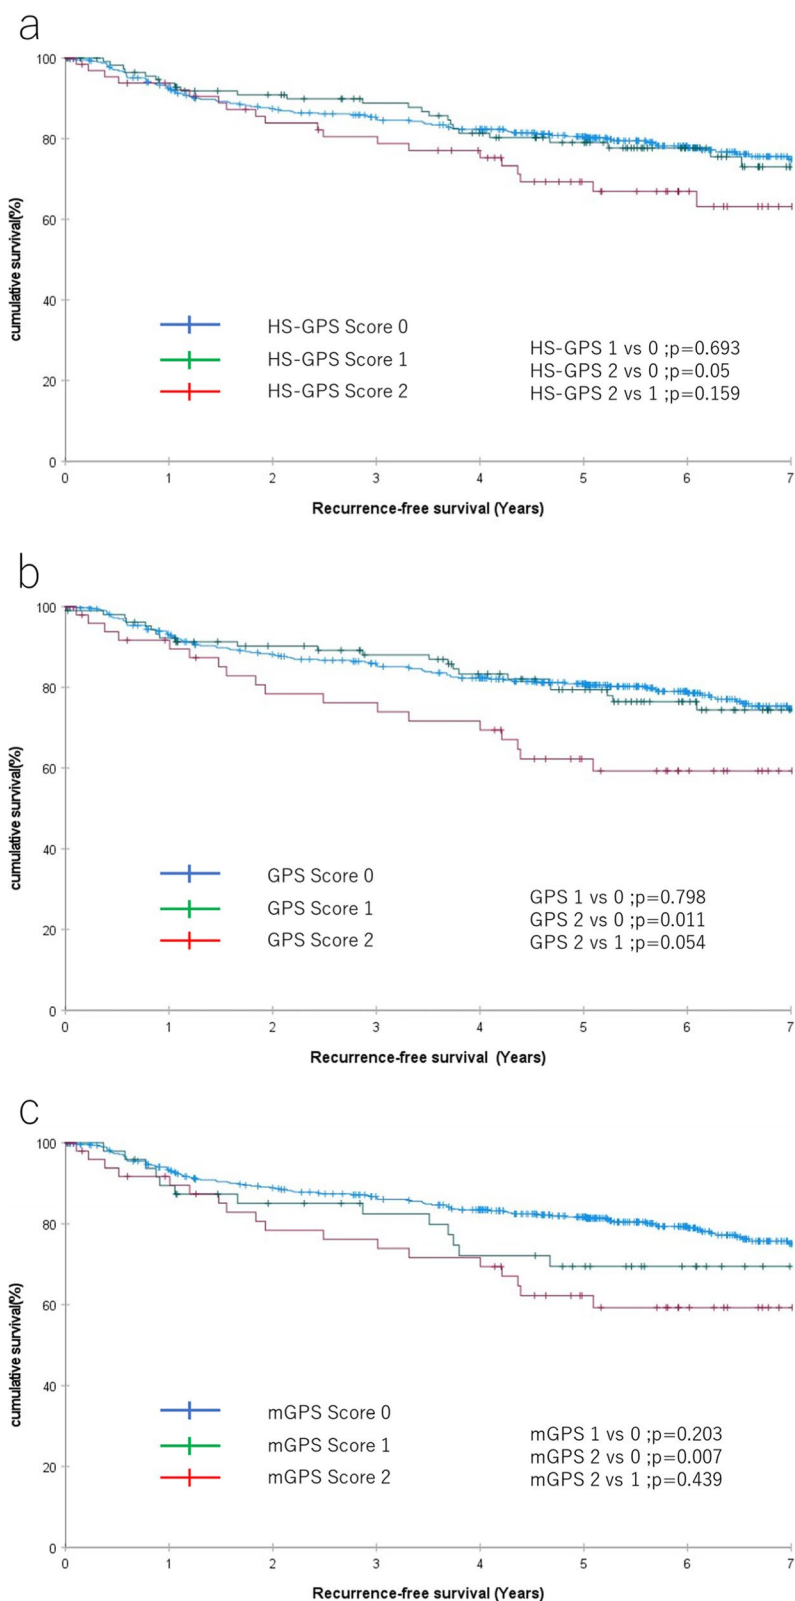 a
100
80
60
40
20
0
cumulative survival(%)
HS-GPS Score 0
HS-GPS Score 1
HS-GPS Score 2
HS-GPS 1 vs 0 ;p=0.693
HS-GPS 2 vs 0 ;p=0.05
HS-GPS 2 vs 1 ;p=0.159
0 1 2 3 4 5 6 7
Recurrence-free survival (Years)
b
100
80
60
40
20
0
cumulative survival(%)
GPS Score 0
GPS Score 1
GPS Score 2
GPS 1 vs 0 ;p=0.798
GPS 2 vs 0 ;p=0.011
GPS 2 vs 1 ;p=0.054
0 1 2 3 4 5 6 7
Recurrence-free survival (Years)
c
100
80
60
40
20
0
cumulative survival(%)
mGPS Score 0
mGPS Score 1
mGPS Score 2
mGPS 1 vs 0 ;p=0.203
mGPS 2 vs 0 ;p=0.007
mGPS 2 vs 1 ;p=0.439
0 1 2 3 4 5 6 7
Recurrence-free survival (Years)